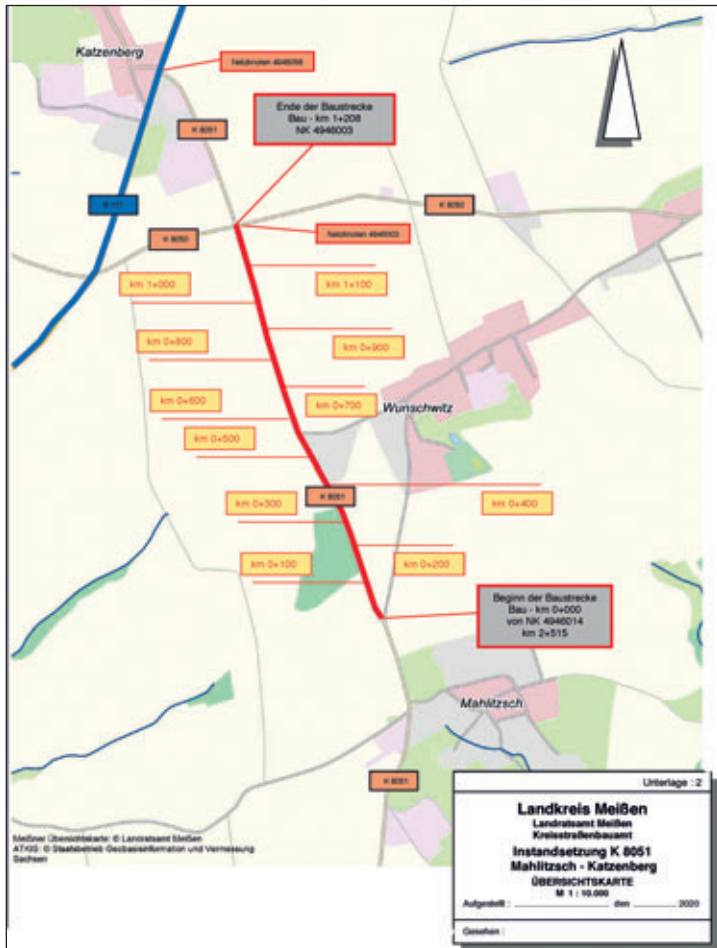 Katzenberg
Netzknoten 4946056
Ende der Baustrecke
Bau - km 1+208
NK 4946003
K 8051
B 101
K 8050
K 8050
Netzknoten 4946003
km 1+000
km 1+100
km 0+800
km 0+900
km 0+600
km 0+700
Wunschwitz
km 0+500
K 8051
km 0+300
km 0+400
km 0+100
km 0+200
Beginn der Baustrecke
Bau - km 0+000
von NK 4946014
km 2+515
Mahlitzsch
K 8051
Unterlage : 2
Landkreis Meißen
Landratsamt Meißen
Kreisstraßenbauamt
Instandsetzung K 8051
Mahlitzsch - Katzenberg
ÜBERSICHTSKARTE
M 1 : 10.000
Aufgestellt : den 2020
Gesehen :
Meißner Übersichtskarte: © Landratsamt Meißen
ATKIS: © Staatsbetrieb Geobasisinformation und Vermessung
Sachsen